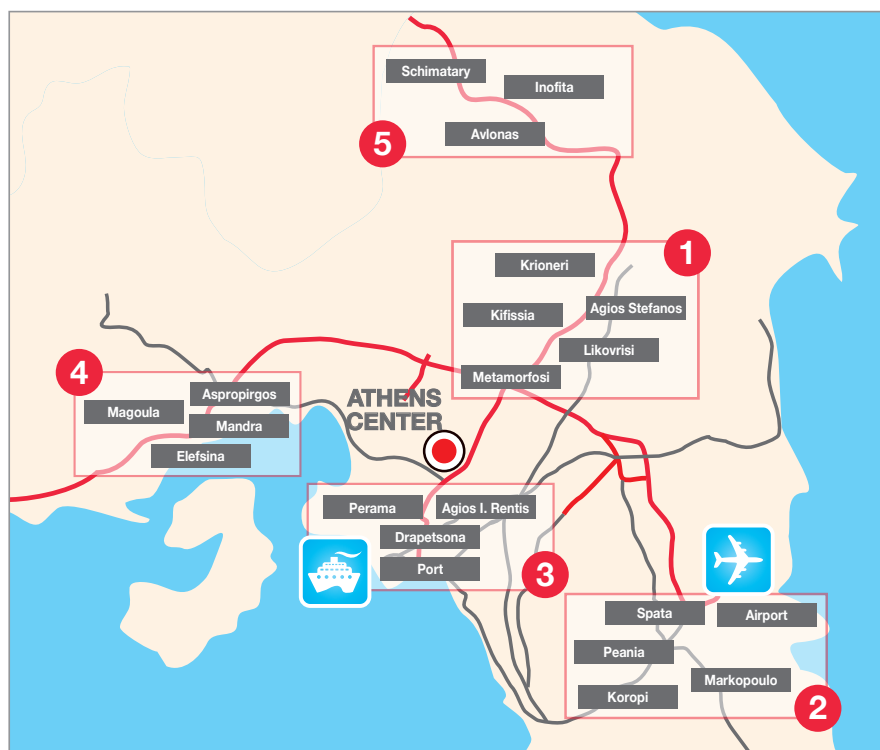 Schimatary
Inofita
Avlonas
5
1
Krioneri
Agios Stefanos
Kifissia
Likovrisi
Metamorfosi
4
Aspropirgos
Magoula
Mandra
Elefsina
ATHENS
CENTER
Perama
Agios I. Rentis
Drapetsona
Port
3
Spata
Airport
Peania
Markopoulo
Koropi
2